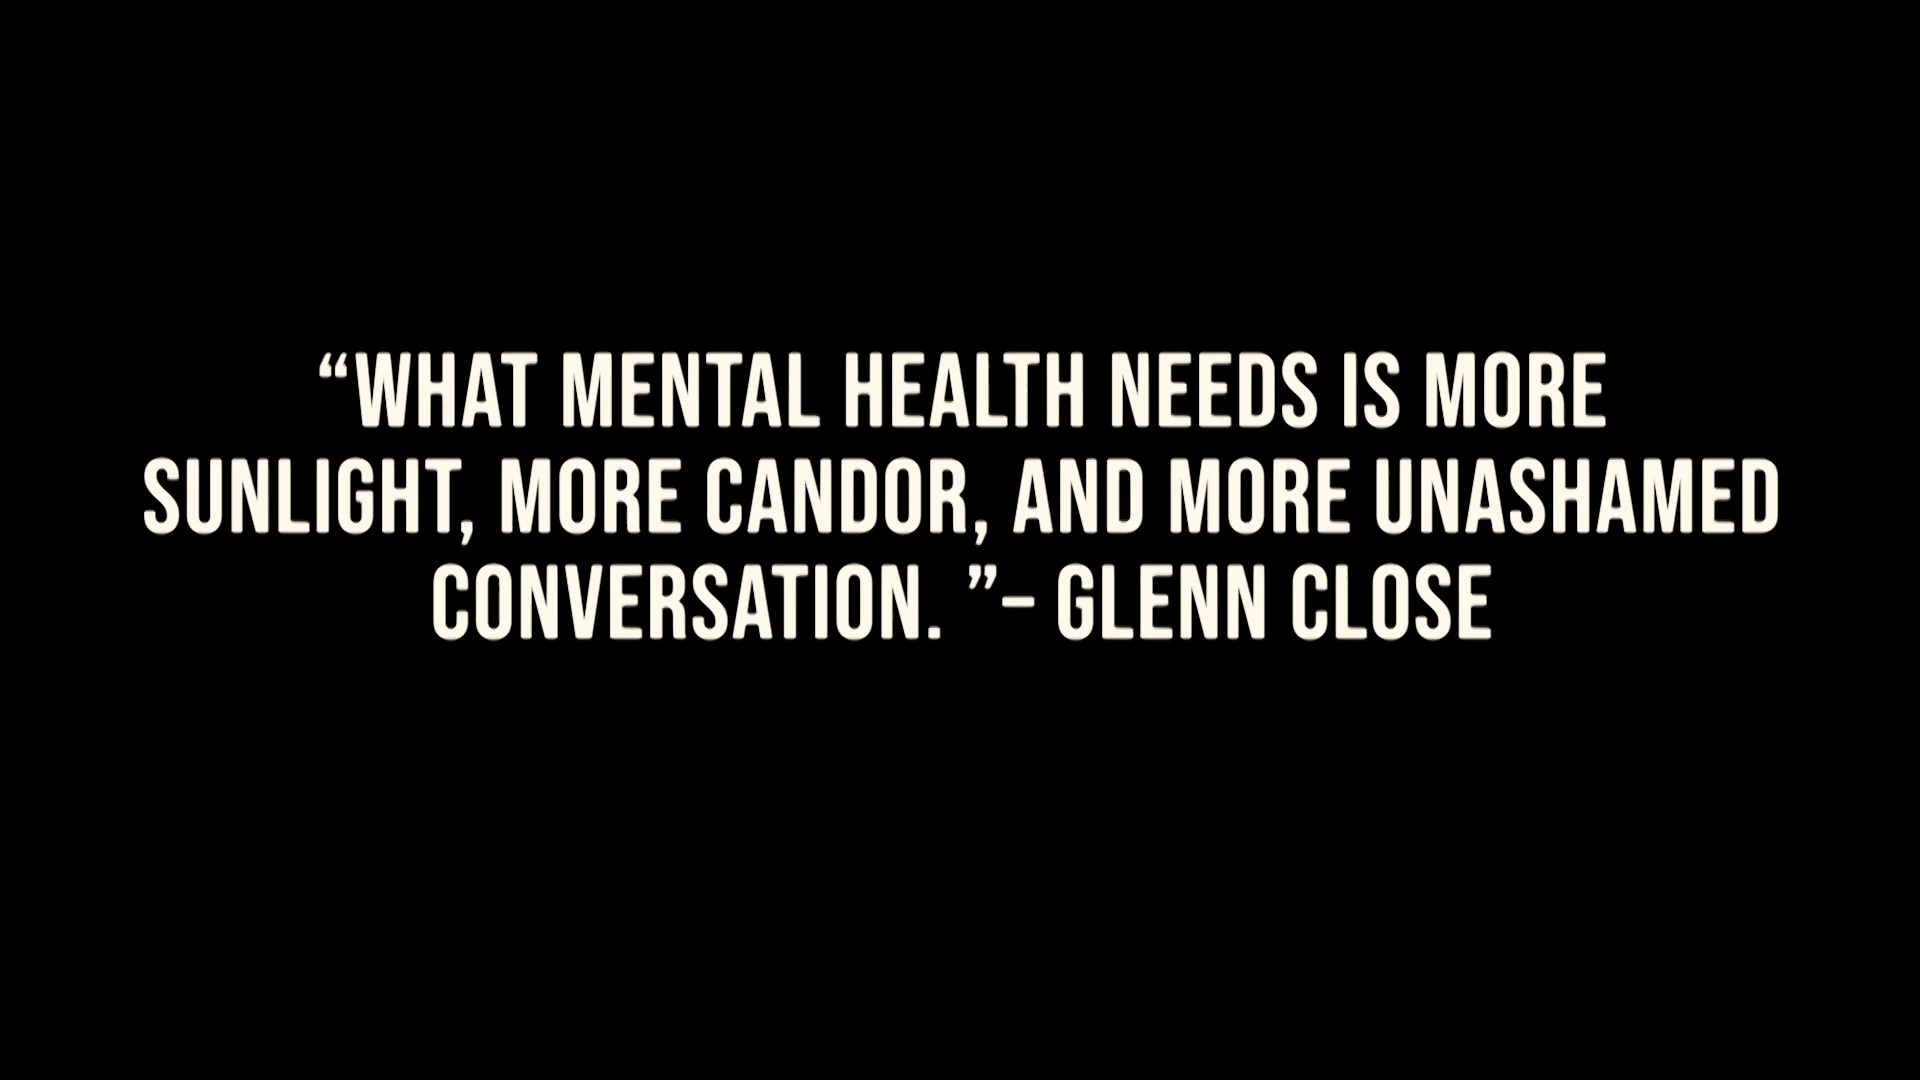 “WHAT MENTAL HEALTH NEEDS IS MORE
SUNLIGHT, MORE CANDOR, AND MORE UNASHAMED
CONVERSATION. ”– GLENN CLOSE